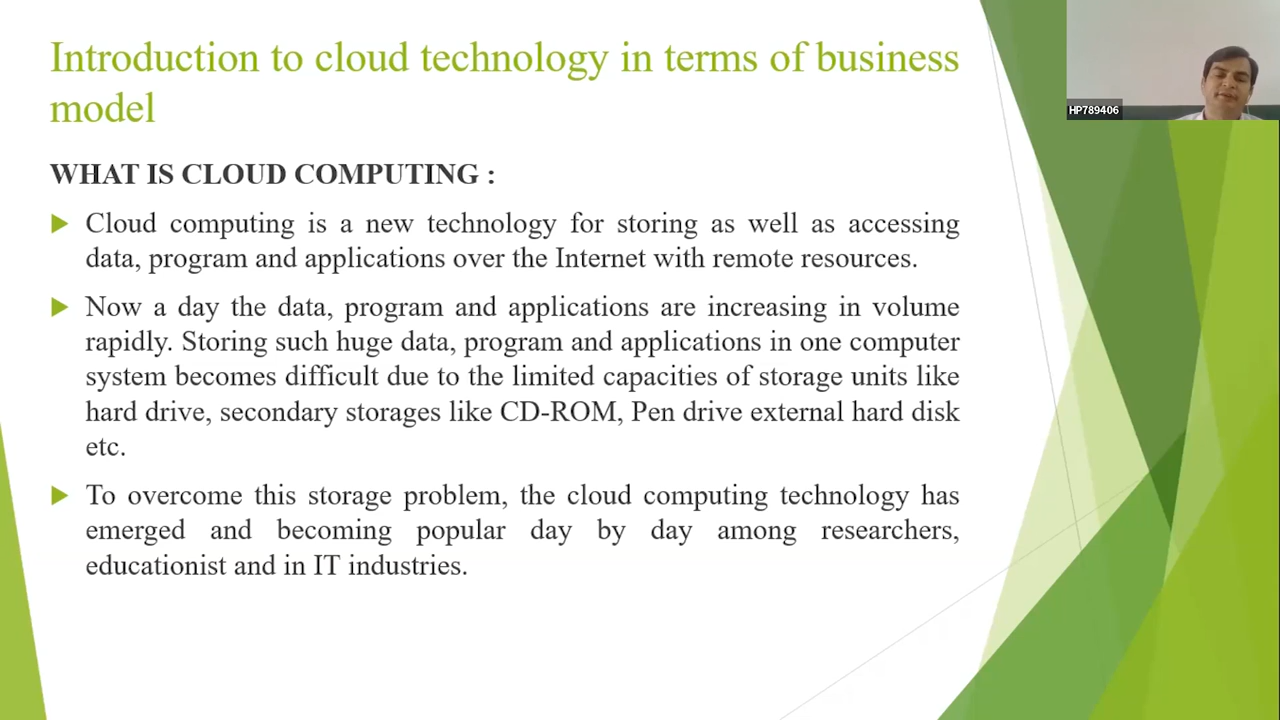 Introduction to cloud technology in terms of business
model
WHAT IS CLOUD COMPUTING :
Cloud computing is a new technology for storing as well as accessing
data, program and applications over the Internet with remote resources.
Now a day the data, program and applications are increasing in volume
rapidly. Storing such huge data, program and applications in one computer
system becomes difficult due to the limited capacities of storage units like
hard drive, secondary storages like CD-ROM, Pen drive external hard disk
etc.
To overcome this storage problem, the cloud computing technology has
emerged and becoming popular day by day among researchers,
educationist and in IT industries.
HP789406